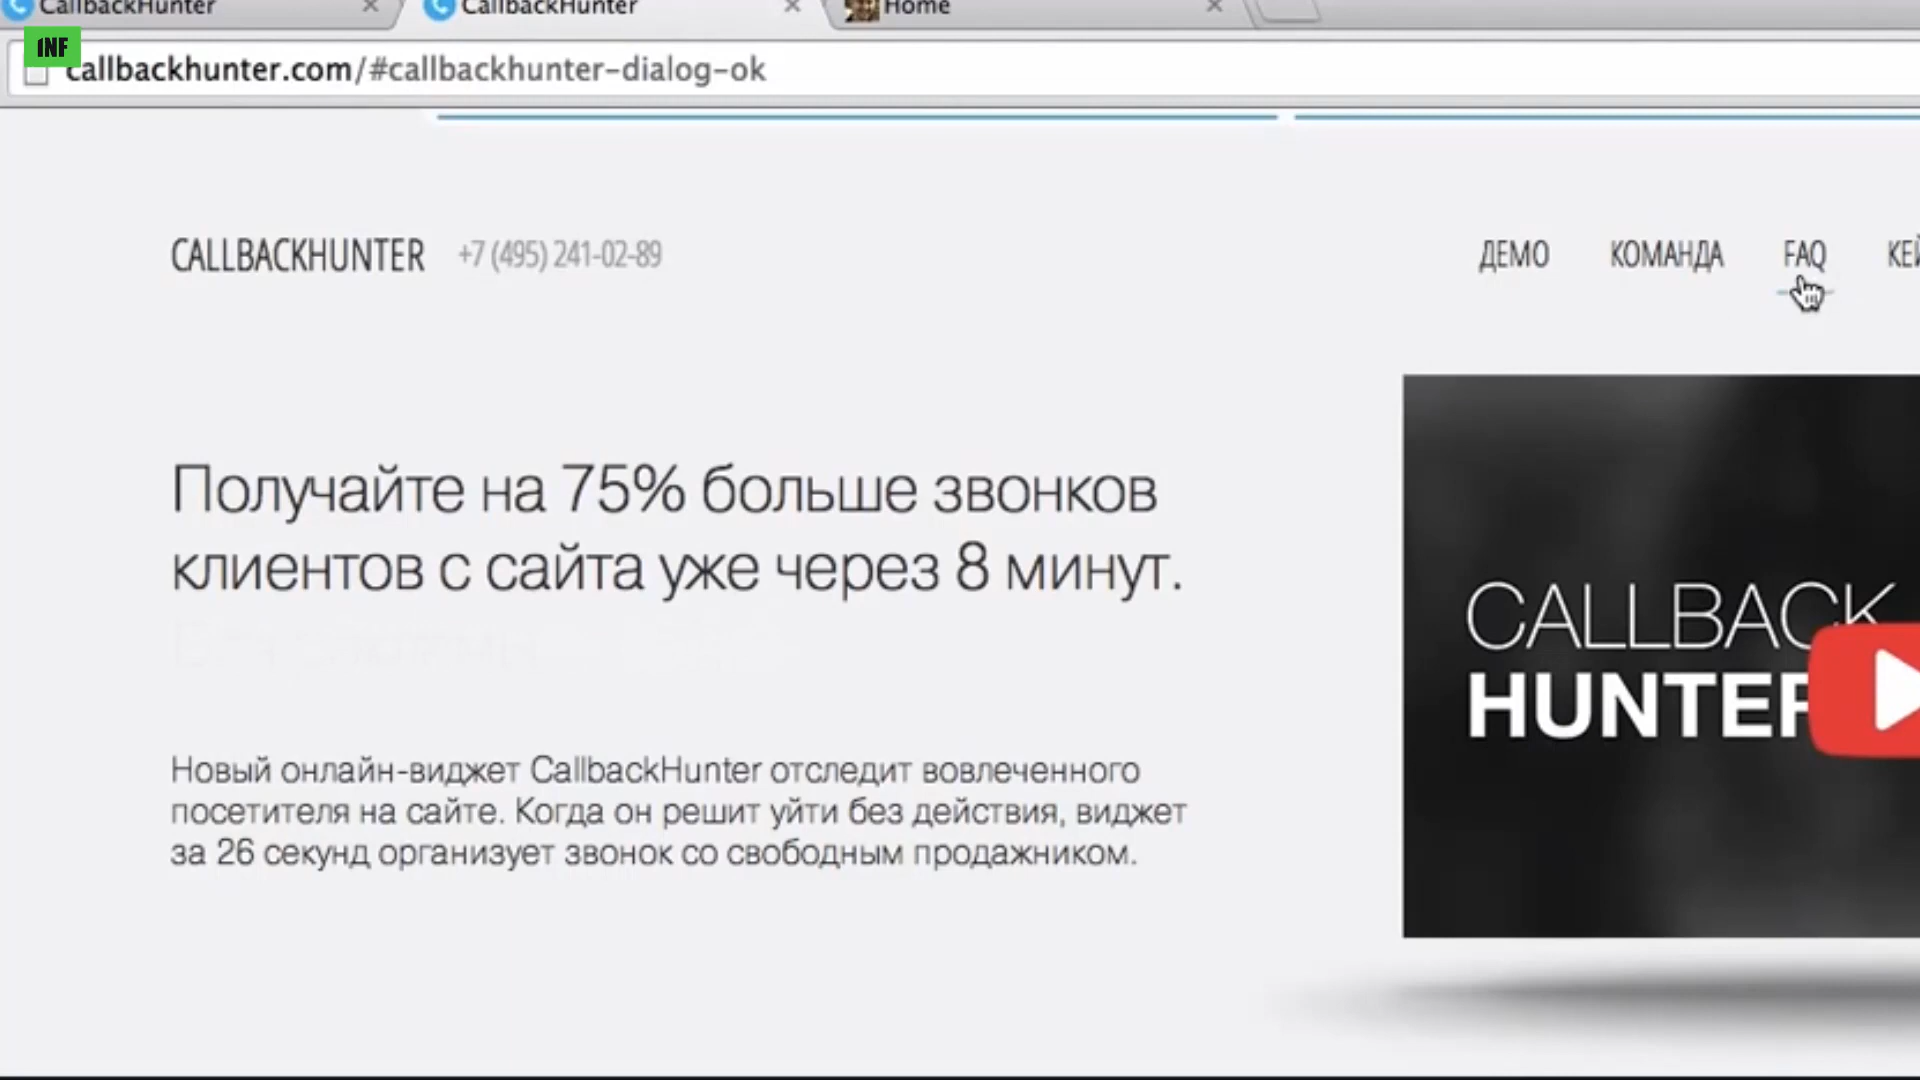 CallbackHunter
CallbackHunter
Home
INF
callbackhunter.com/#callbackhunter-dialog-ok
CALLBACKHUNTER
+7 (495) 241-02-89
ДЕМО
КОМАНДА
FAQ
Получайте на 75% больше звонков
клиентов с сайта уже через 8 минут.
CALLBACK
HUNTER
Новый онлайн-виджет CallbackHunter отследит вовлеченного
посетителя на сайте. Когда он решит уйти без действия, виджет
за 26 секунд организует звонок со свободным продажником.